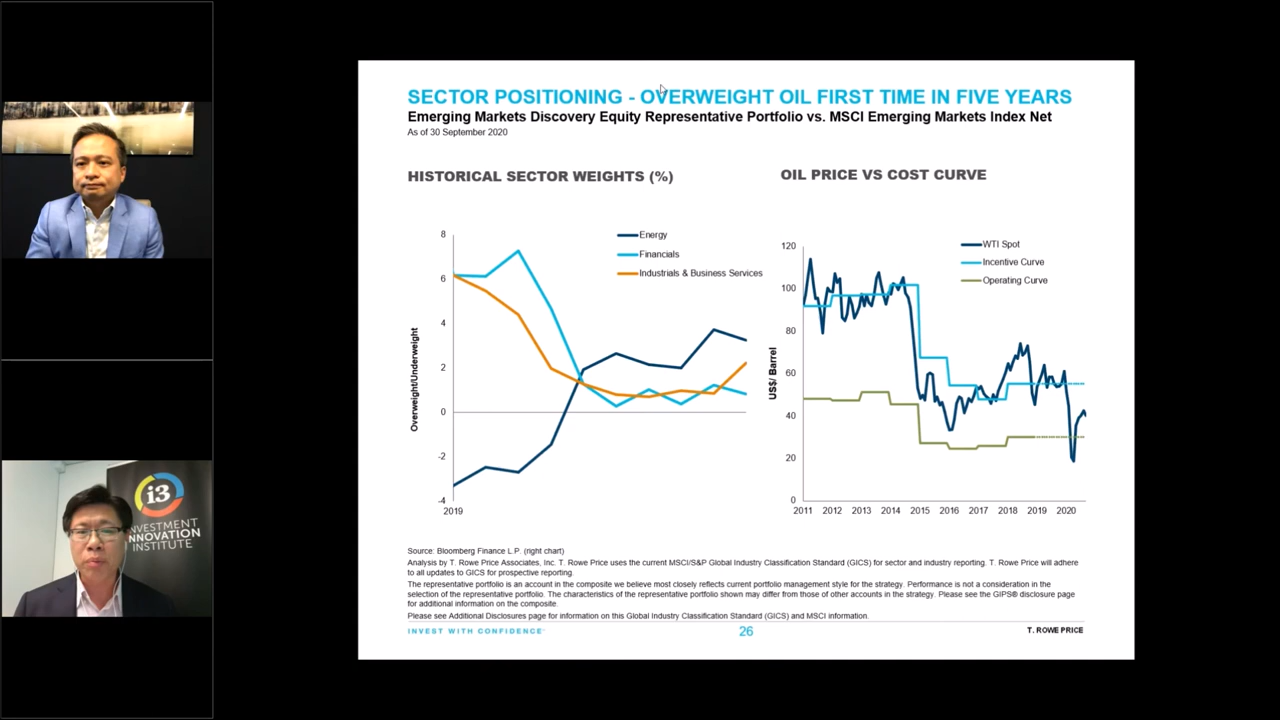 SECTOR POSITIONING - OVERWEIGHT OIL FIRST TIME IN FIVE YEARS
Emerging Markets Discovery Equity Representative Portfolio vs. MSCI Emerging Markets Index Net
As of 30 September 2020
HISTORICAL SECTOR WEIGHTS (%)
Overweight/Underweight
8
6
4
2
0
-2
-4
2019
Energy
Financials
Industrials & Business Services
OIL PRICE VS COST CURVE
US$/ Barrel
120
100
80
60
40
20
0
2011 2012 2013 2014 2015 2016 2017 2018 2019 2020
WTI Spot
Incentive Curve
Operating Curve
Source: Bloomberg Finance L.P. (right chart)
Analysis by T. Rowe Price Associates, Inc. T. Rowe Price uses the current MSCI/S&P Global Industry Classification Standard (GICS) for sector and industry reporting. T. Rowe Price will adhere
to all updates to GICS for prospective reporting.
The representative portfolio is an account in the composite we believe most closely reflects current portfolio management style for the strategy. Performance is not a consideration in the
selection of the representative portfolio. The characteristics of the representative portfolio shown may differ from those of other accounts in the strategy. Please see the GIPS® disclosure page
for additional information on the composite.
Please see Additional Disclosures page for information on this Global Industry Classification Standard (GICS) and MSCI information.
INVEST WITH CONFIDENCE
26
T. ROWE PRICE
i3
INVESTMENT
INNOVATION
INSTITUTE